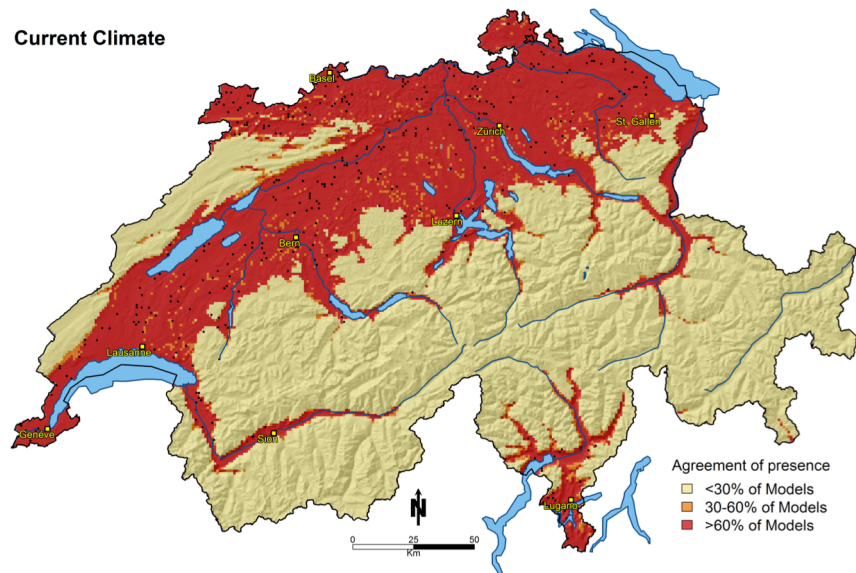 Current Climate
Basel
Zürich
St. Gallen
Luzern
Bern
Lausanne
Genève
Sion
Lugano
N
Agreement of presence
<30% of Models
30-60% of Models
>60% of Models
0 25 50
Km